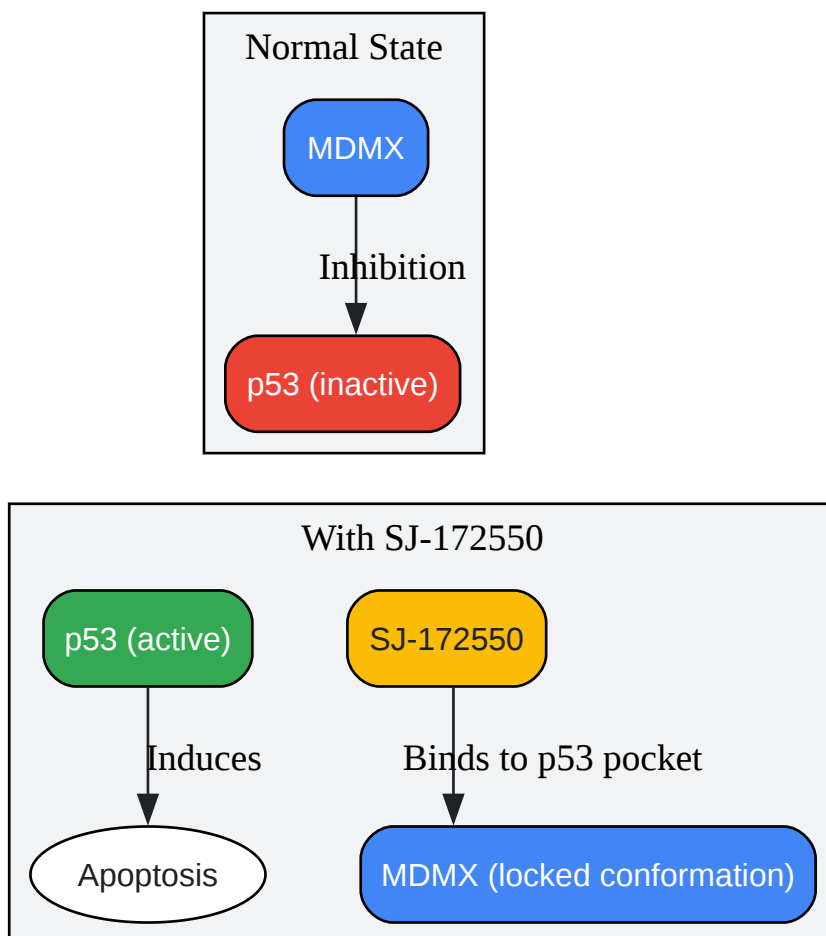 Normal State
MDMX
Inhibition
p53 (inactive)
With SJ-172550
p53 (active)
SJ-172550
Induces
Binds to p53 pocket
Apoptosis
MDMX (locked conformation)